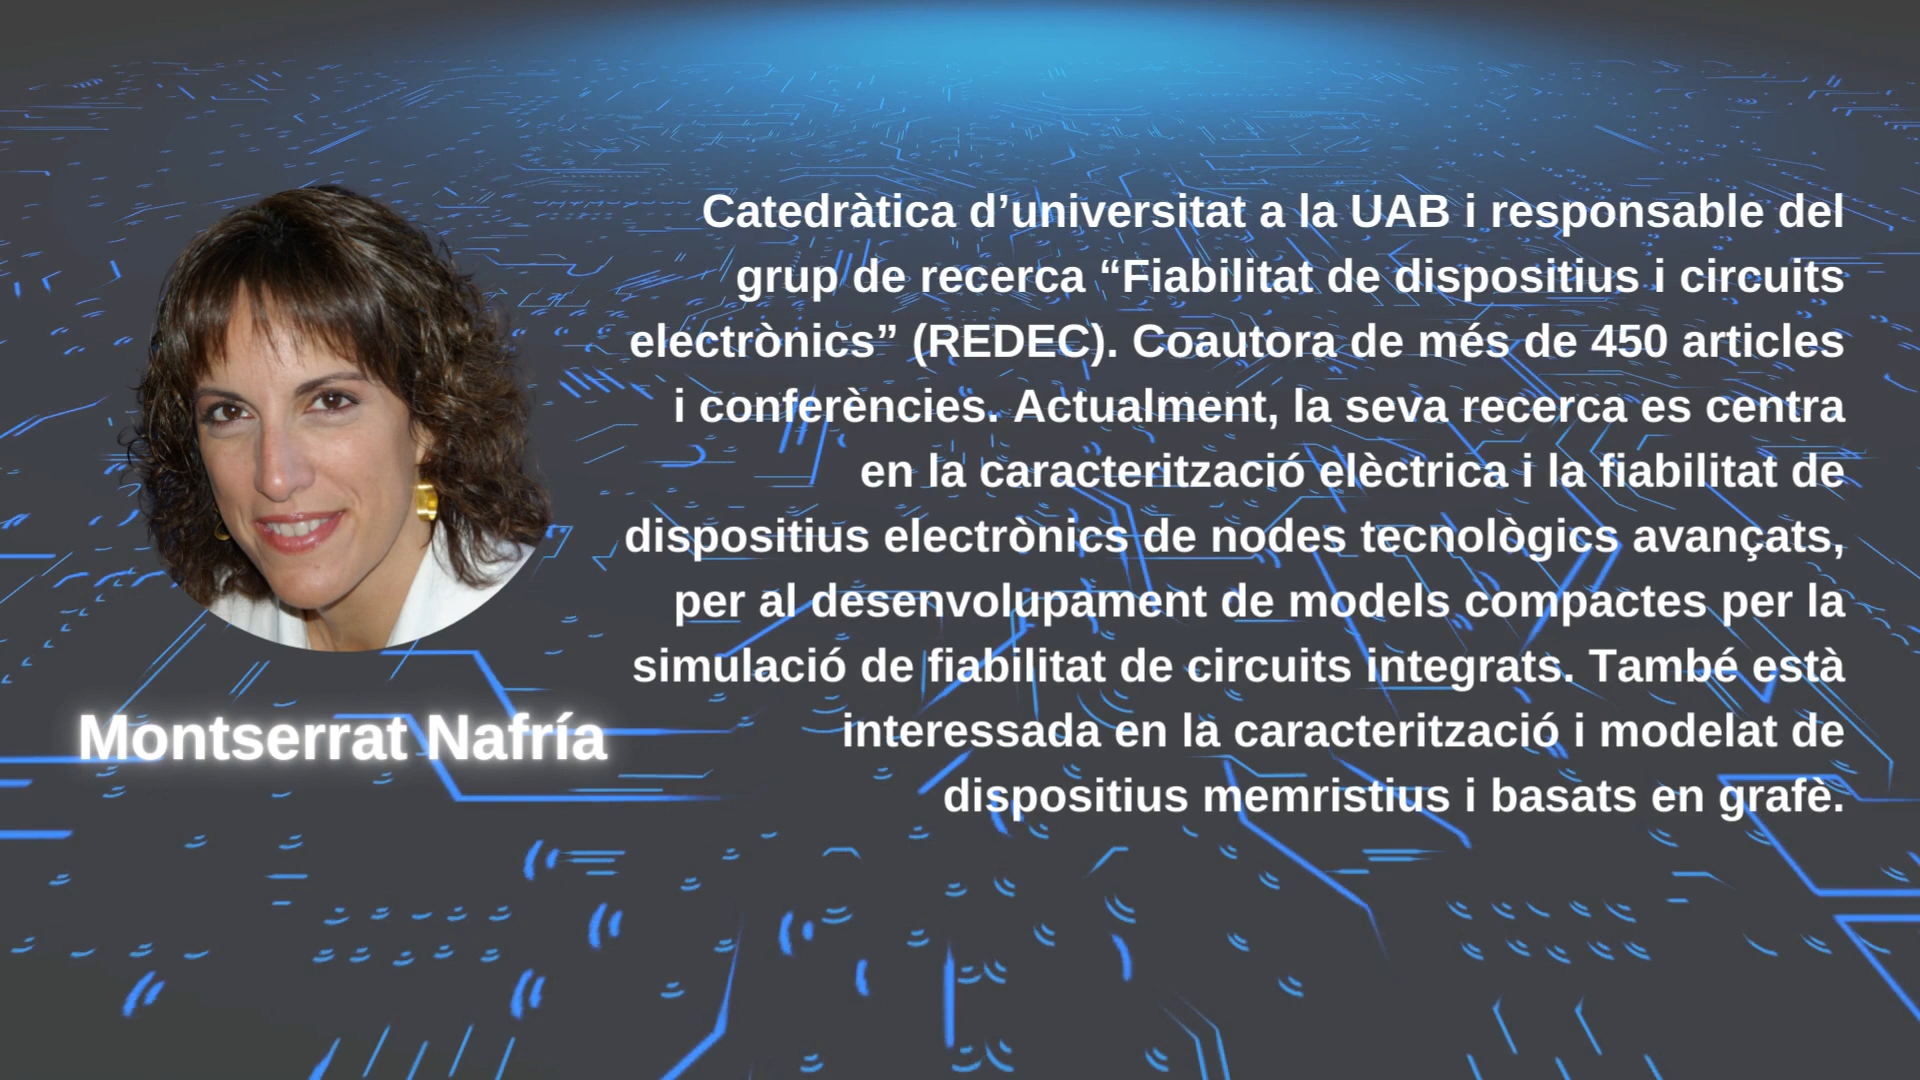 Catedràtica d’universitat a la UAB i responsable del
grup de recerca “Fiabilitat de dispositius i circuits
electrònics” (REDEC). Coautora de més de 450 articles
i conferències. Actualment, la seva recerca es centra
en la caracterització elèctrica i la fiabilitat de
dispositius electrònics de nodes tecnològics avançats,
per al desenvolupament de models compactes per la
simulació de fiabilitat de circuits integrats. També està
interessada en la caracterització i modelat de
dispositius memristius i basats en grafè.
Montserrat Nafría